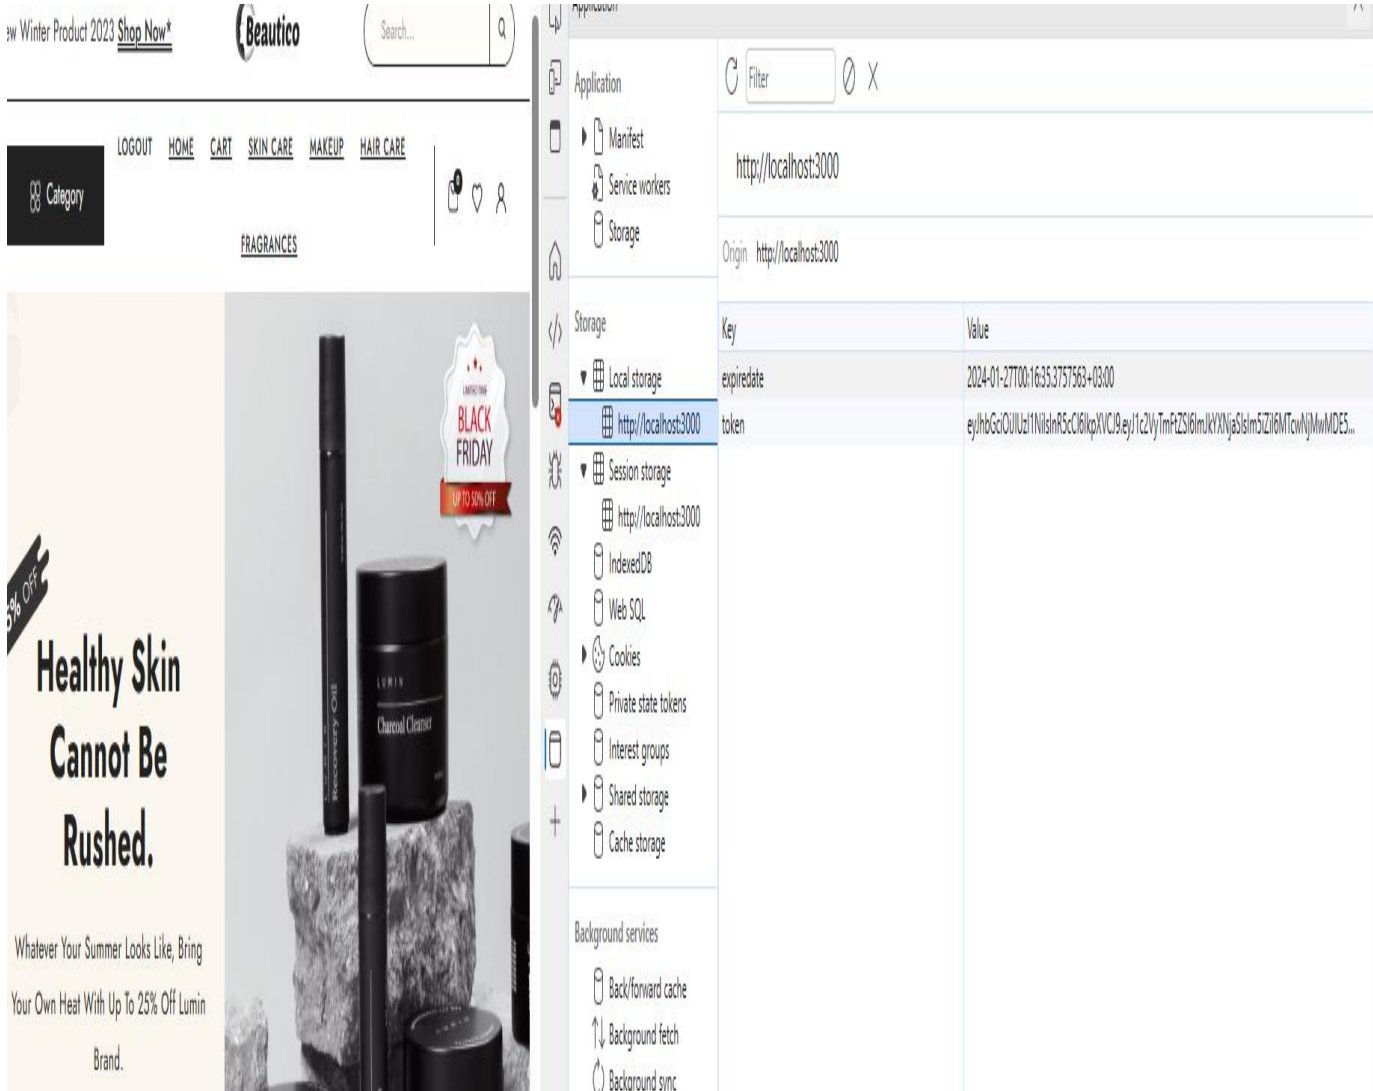 ew Winter Product 2023 Shop Now*
Beautico
Search...
LOGOUT HOME CART SKIN CARE MAKEUP HAIR CARE
Category
FRAGRANCES
LIMITED TIME
BLACK
FRIDAY
UP TO 50% OFF
5% OFF
Healthy Skin
Cannot Be
Rushed.
Whatever Your Summer Looks Like, Bring
Your Own Heat With Up To 25% Off Lumin
Brand.
LUMIN
Recovery Oil
LUMIN
Charcoal Cleanser
LUMIN
Application
Application
Manifest
Service workers
Storage
Storage
Local storage
http://localhost:3000
Session storage
http://localhost:3000
IndexedDB
Web SQL
Cookies
Private state tokens
Interest groups
Shared storage
Cache storage
Background services
Back/forward cache
Background fetch
Background sync
Filter
http://localhost:3000
Origin http://localhost:3000
Key Value
expiredate 2024-01-27T00:16:35.3757563+03:00
token